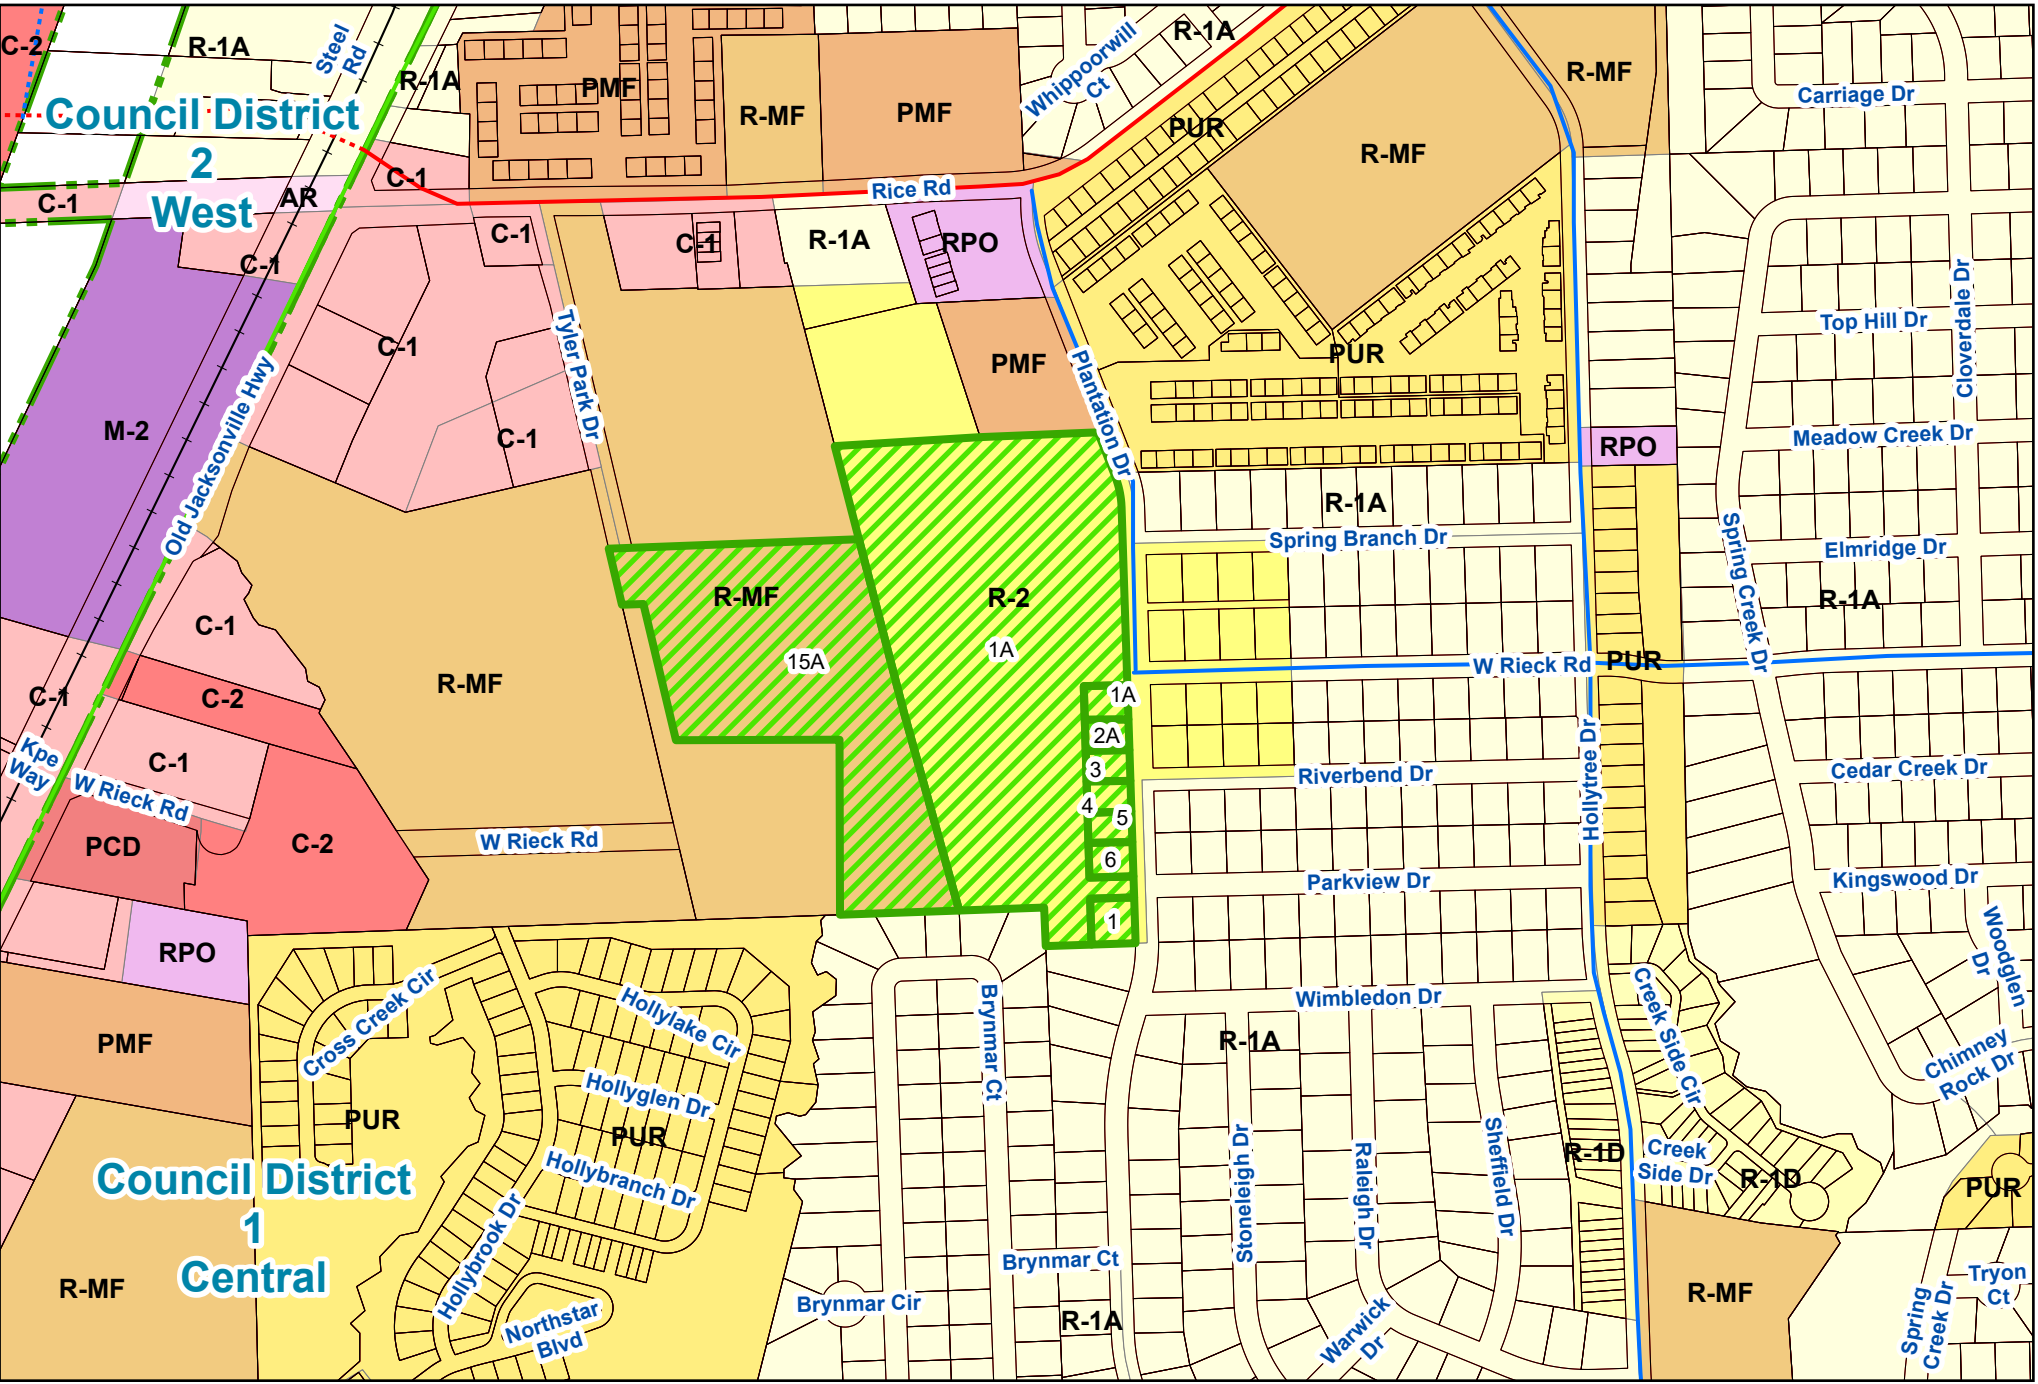 C-2
R-1A
Steel
Rd
R-1A
PMF
R-MF
PMF
Whippoorwill
Ct
R-1A
PUR
R-MF
R-MF
Carriage Dr
Council District
2
West
C-1
AR
C-1
C-1
Rice Rd
C-1
C-1
R-1A
RPO
C-1
Tyler Park Dr
PMF
Plantation Dr
PUR
Top Hill Dr
Cloverdale Dr
M-2
Old Jacksonville Hwy
C-1
RPO
Meadow Creek Dr
R-1A
Spring Branch Dr
Spring Creek Dr
Elmridge Dr
R-1A
R-MF
15A
R-2
1A
C-1
R-MF
W Rieck Rd
PUR
C-1
C-2
1A
2A
3
4
5
6
1
Kpe
Way
C-1
W Rieck Rd
Riverbend Dr
Hollytree Dr
Cedar Creek Dr
PCD
C-2
W Rieck Rd
Parkview Dr
Kingswood Dr
RPO
Woodglen
Dr
Cross Creek Cir
Hollylake Cir
Brynmar Ct
Wimbledon Dr
Creek Side Cir
PMF
R-1A
Chimney
Rock Dr
Hollyglen Dr
PUR
PUR
Hollybranch Dr
Council District
1
Central
Hollybrook Dr
Stoneleigh Dr
Raleigh Dr
Sheffield Dr
R-1D
Creek
Side Dr
R-1D
PUR
R-MF
Brynmar Ct
Brynmar Cir
R-1A
Northstar
Blvd
Warwick
Dr
R-MF
Spring
Creek Dr
Tryon
Ct